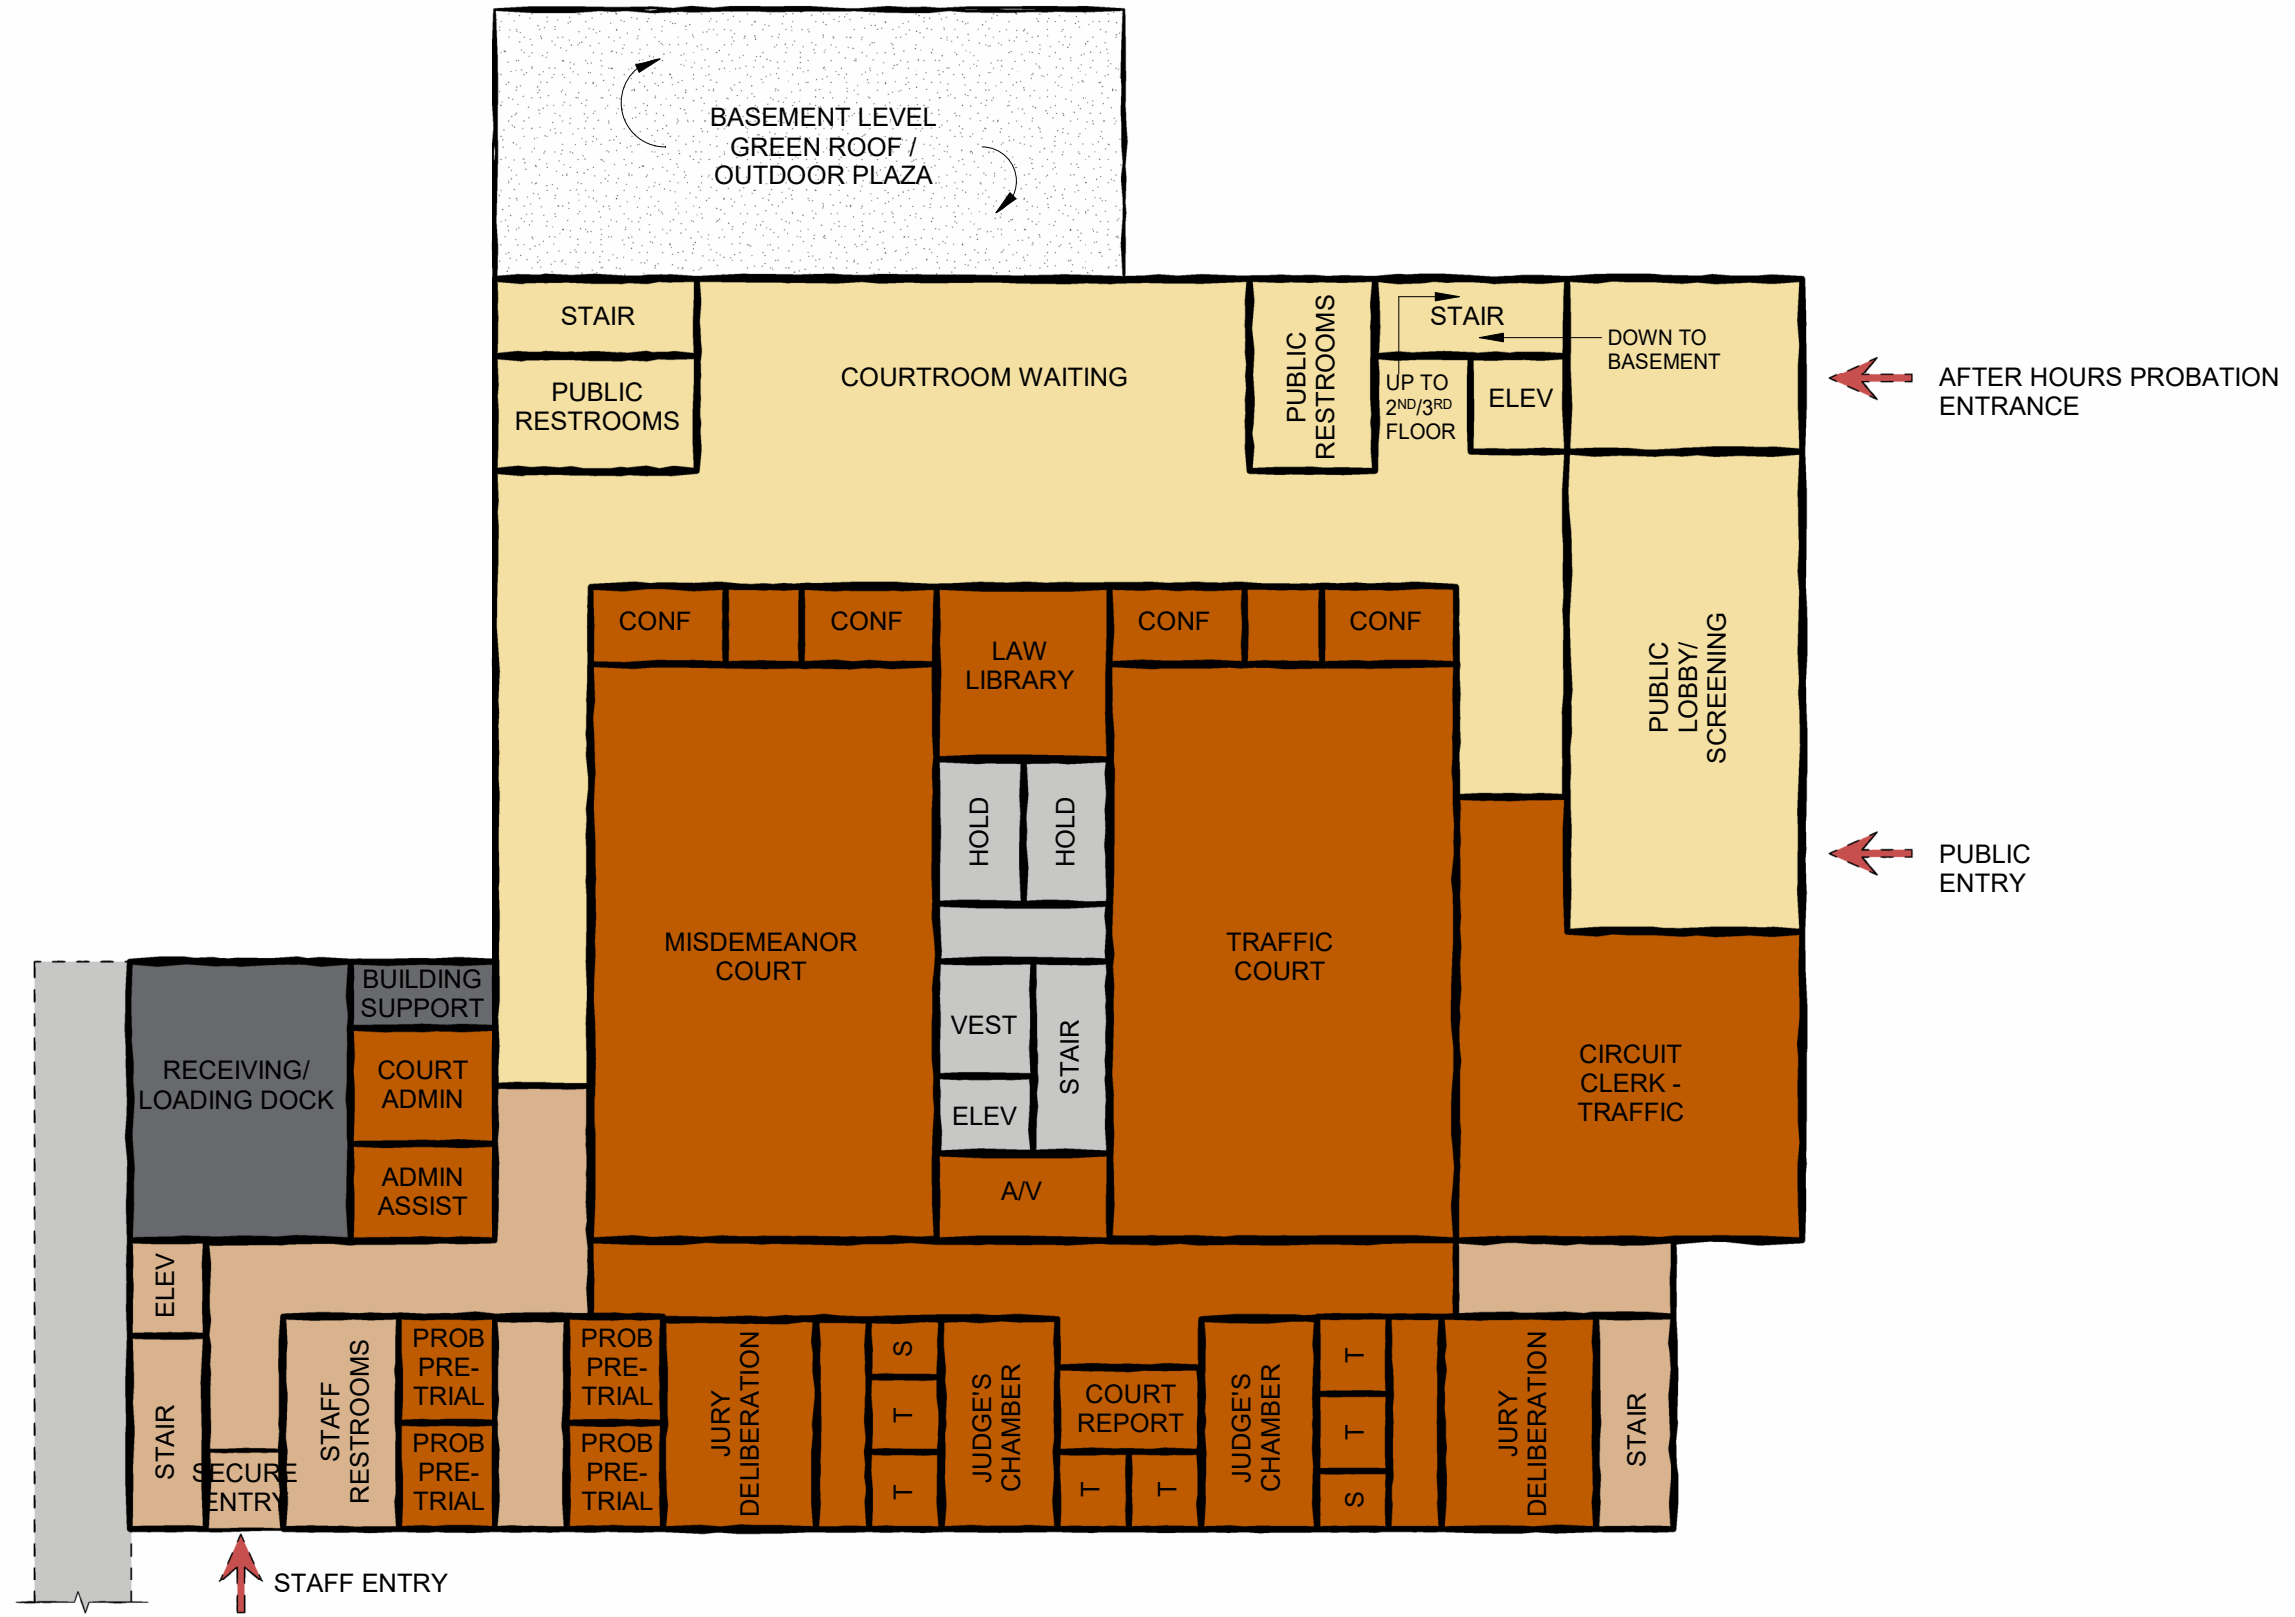 BASEMENT LEVEL
GREEN ROOF /
OUTDOOR PLAZA
STAIR
PUBLIC
RESTROOMS
COURTROOM WAITING
PUBLIC
RESTROOMS
STAIR
DOWN TO
BASEMENT
UP TO
2ND/3RD
FLOOR
ELEV
AFTER HOURS PROBATION
ENTRANCE
CONF
CONF
LAW
LIBRARY
CONF
CONF
PUBLIC
LOBBY/
SCREENING
HOLD
HOLD
PUBLIC
ENTRY
MISDEMEANOR
COURT
TRAFFIC
COURT
BUILDING
SUPPORT
RECEIVING/
LOADING DOCK
COURT
ADMIN
VEST
STAIR
ELEV
CIRCUIT
CLERK -
TRAFFIC
ADMIN
ASSIST
A/V
ELEV
STAIR
SECURE
ENTRY
STAFF
RESTROOMS
PROB
PRE-
TRIAL
PROB
PRE-
TRIAL
PROB
PRE-
TRIAL
PROB
PRE-
TRIAL
JURY
DELIBERATION
S
T
T
JUDGE'S
CHAMBER
COURT
REPORT
T
T
JUDGE'S
CHAMBER
T
T
S
JURY
DELIBERATION
STAIR
STAFF ENTRY